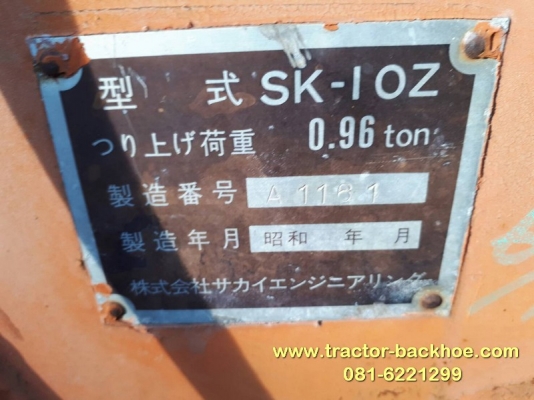 型 式 SK-10Z
つり上げ荷重 0.96 ton
製造番号 A 1181
製造年月 昭和 年 月
株式会社サカイエンジニアリング
www.tractor-backhoe.com
081-6221299